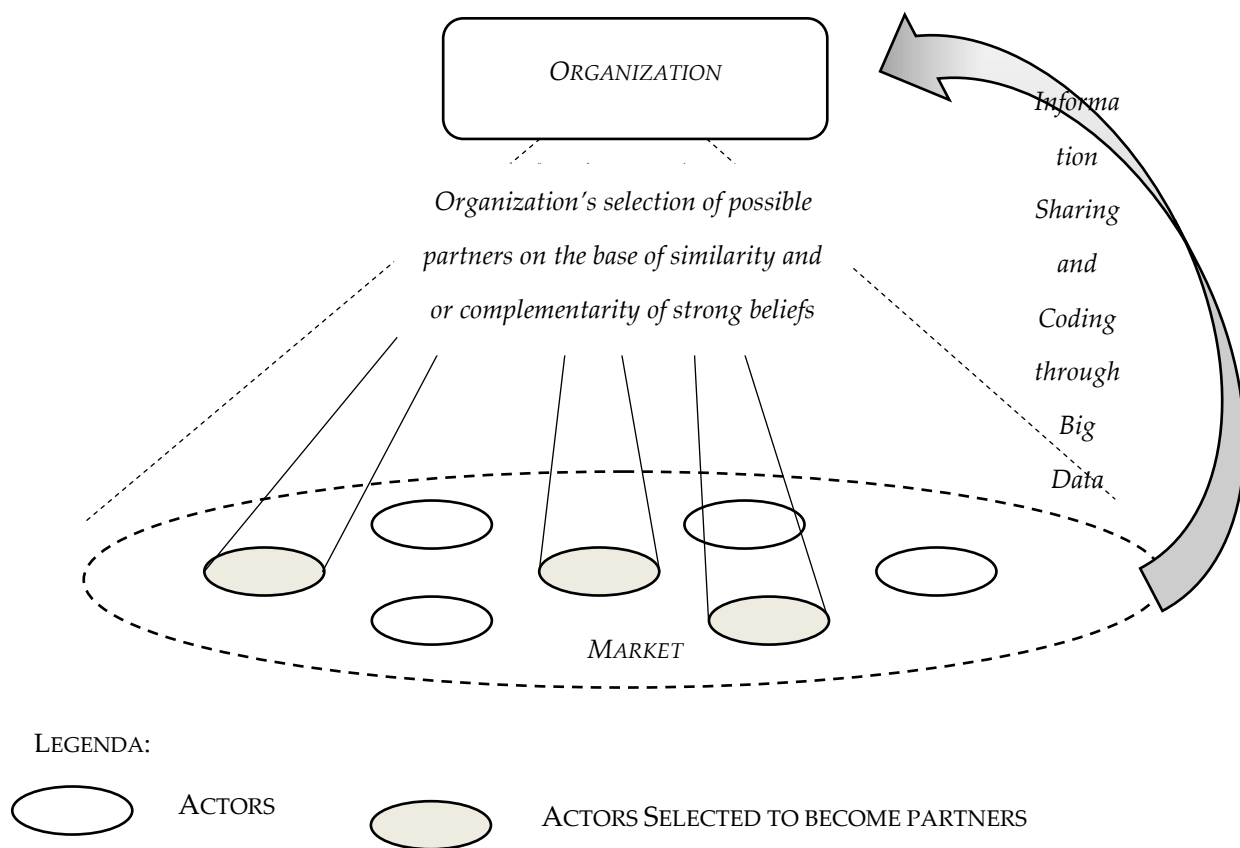 ORGANIZATION
Organization's selection of possible
partners on the base of similarity and
or complementarity of strong beliefs
Informa
tion
Sharing
and
Coding
through
Big
Data
MARKET
LEGENDA:
ACTORS
ACTORS SELECTED TO BECOME PARTNERS